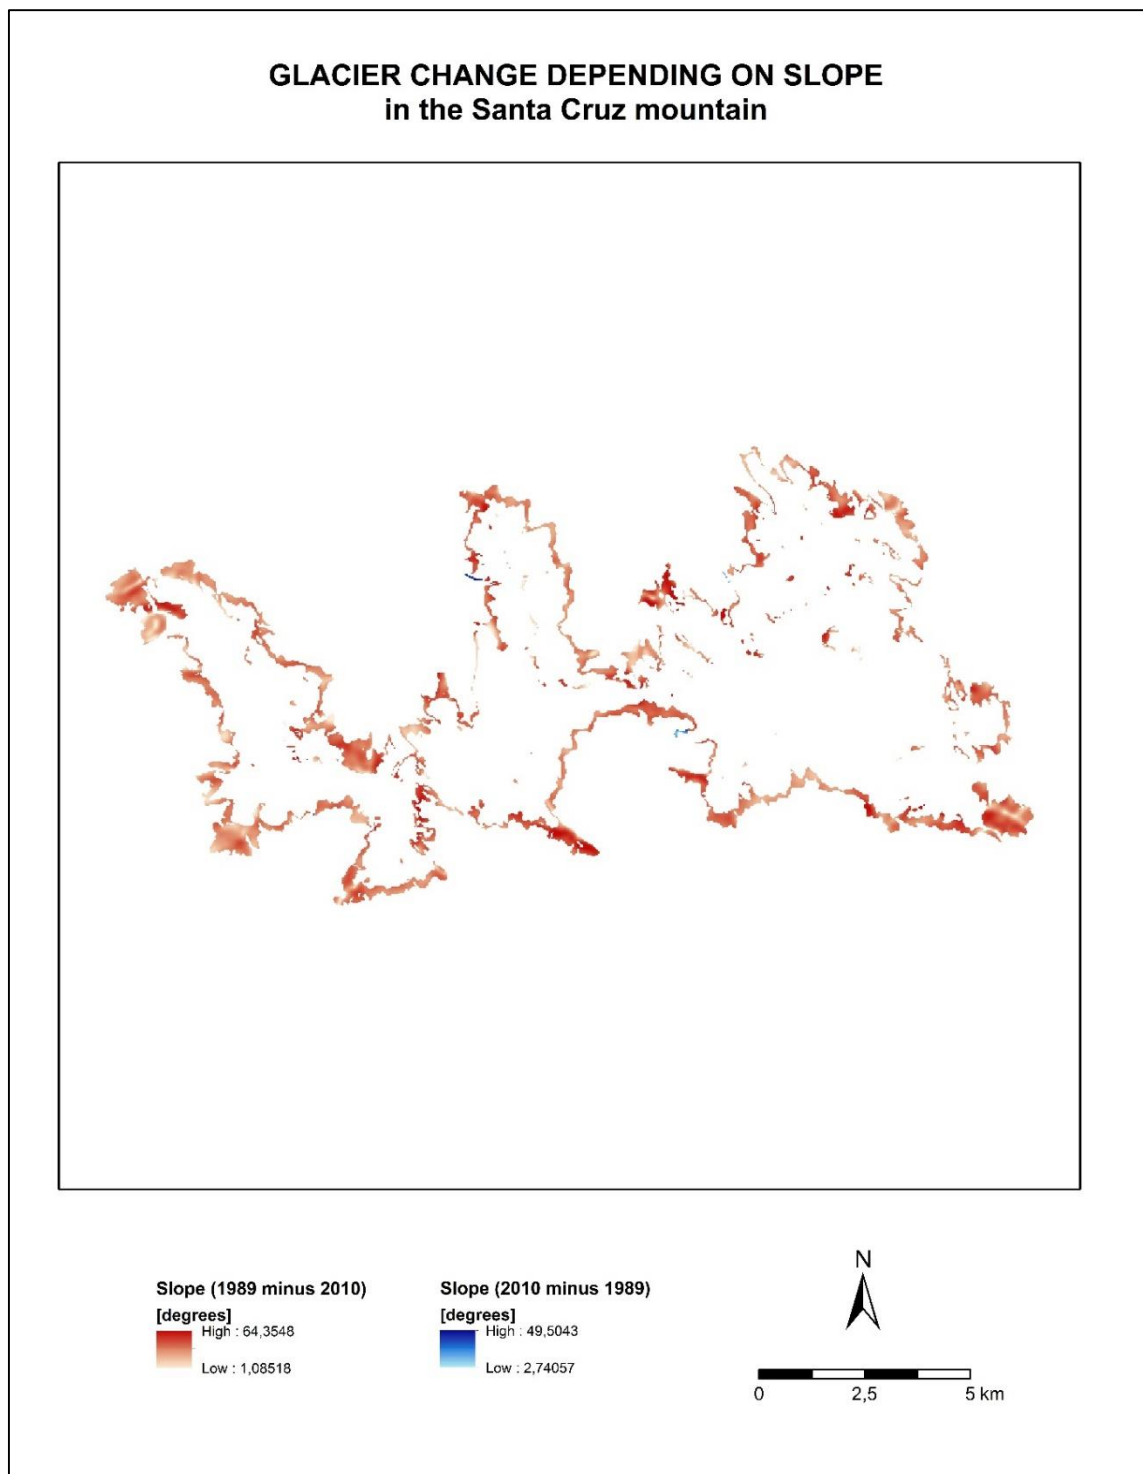 GLACIER CHANGE DEPENDING ON SLOPE
in the Santa Cruz mountain
Slope (1989 minus 2010)
[degrees]
High : 64,3548
Low : 1,08518
Slope (2010 minus 1989)
[degrees]
High : 49,5043
Low : 2,74057
N
0 2,5 5 km